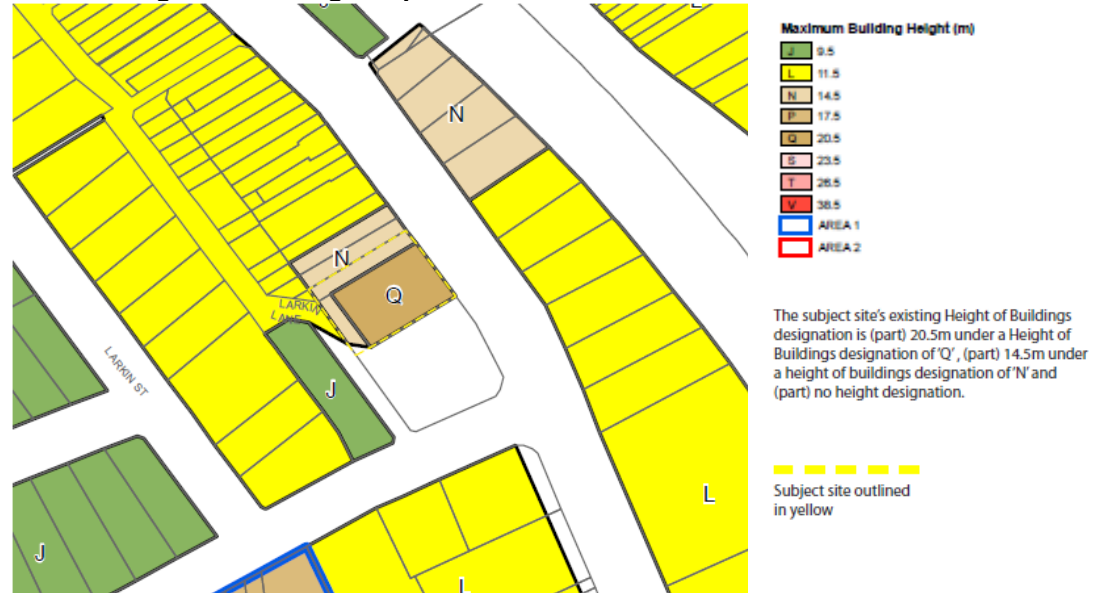 Maximum Building Height (m)
J 9.5
L 11.5
N 14.5
P 17.5
Q 20.5
S 23.5
T 26.5
V 38.5
AREA 1
AREA 2
The subject site's existing Height of Buildings
designation is (part) 20.5m under a Height of
Buildings designation of 'Q', (part) 14.5m under
a height of buildings designation of 'N' and
(part) no height designation.
Subject site outlined
in yellow
N
N
Q
LARKIN
LANE
LARKIN ST
J
L
J
L